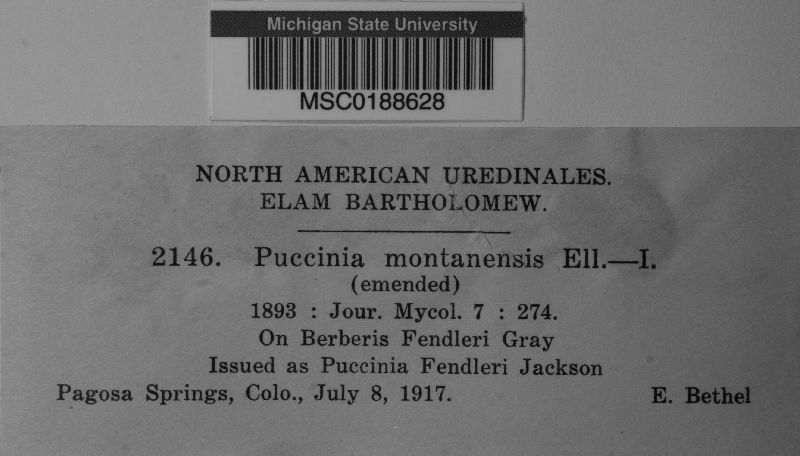 Michigan State University
MSC0188628
NORTH AMERICAN UREDINALES.
ELAM BARTHOLOMEW.
2146. Puccinia montanensis Ell.—I.
(emended)
1893 : Jour. Mycol. 7 : 274.
On Berberis Fendleri Gray
Issued as Puccinia Fendleri Jackson
Pagosa Springs, Colo., July 8, 1917. E. Bethel